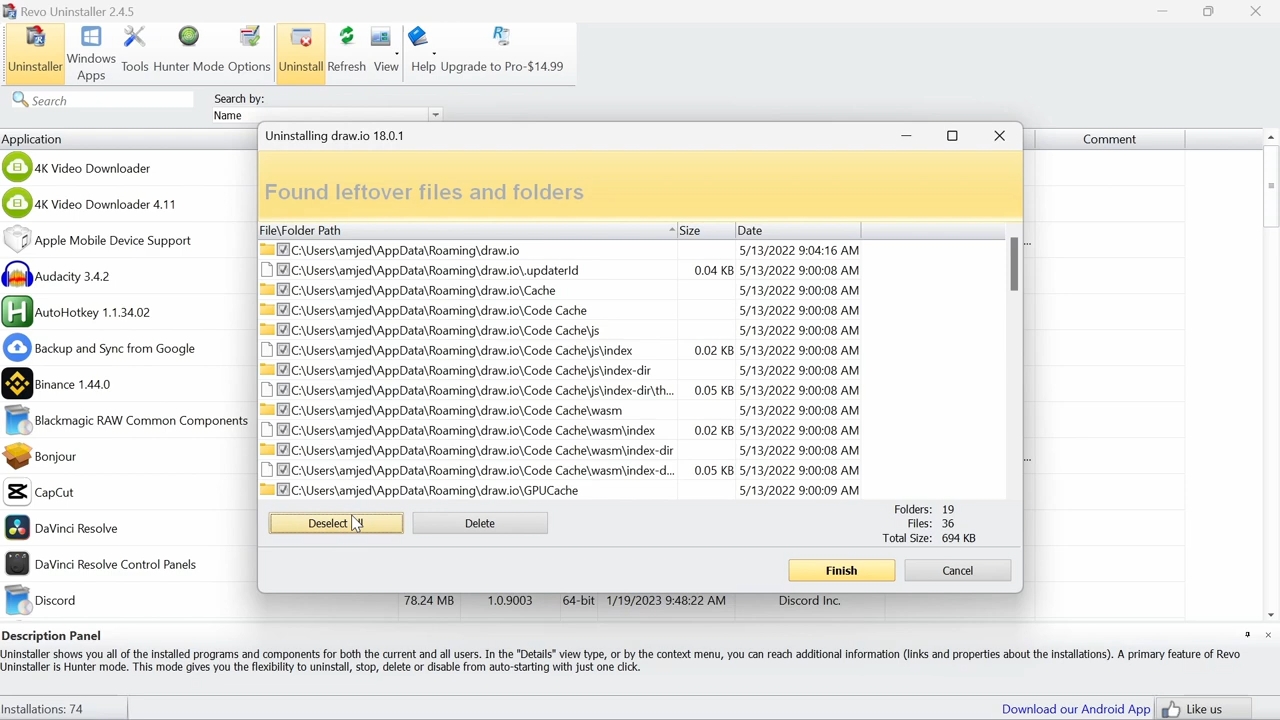 Revo Uninstaller 2.4.5
Uninstaller
Windows Apps
Tools
Hunter Mode
Options
Uninstall
Refresh
View
Help
Upgrade to Pro-$14.99
Search
Search by:
Name
Application
Comment
4K Video Downloader
4K Video Downloader 4.11
Apple Mobile Device Support
Audacity 3.4.2
AutoHotkey 1.1.34.02
Backup and Sync from Google
Binance 1.44.0
Blackmagic RAW Common Components
Bonjour
CapCut
DaVinci Resolve
DaVinci Resolve Control Panels
Discord 78.24 MB 1.0.9003 64-bit 1/19/2023 9:48:22 AM Discord Inc.
Uninstalling draw.io 18.0.1
Found leftover files and folders
File\Folder Path Size Date
C:\Users\amjed\AppData\Roaming\draw.io 5/13/2022 9:04:16 AM
C:\Users\amjed\AppData\Roaming\draw.io\.updaterId 0.04 KB 5/13/2022 9:00:08 AM
C:\Users\amjed\AppData\Roaming\draw.io\Cache 5/13/2022 9:00:08 AM
C:\Users\amjed\AppData\Roaming\draw.io\Code Cache 5/13/2022 9:00:08 AM
C:\Users\amjed\AppData\Roaming\draw.io\Code Cache\js 5/13/2022 9:00:08 AM
C:\Users\amjed\AppData\Roaming\draw.io\Code Cache\js\index 0.02 KB 5/13/2022 9:00:08 AM
C:\Users\amjed\AppData\Roaming\draw.io\Code Cache\js\index-dir 5/13/2022 9:00:08 AM
C:\Users\amjed\AppData\Roaming\draw.io\Code Cache\js\index-dir\th... 0.05 KB 5/13/2022 9:00:08 AM
C:\Users\amjed\AppData\Roaming\draw.io\Code Cache\wasm 5/13/2022 9:00:08 AM
C:\Users\amjed\AppData\Roaming\draw.io\Code Cache\wasm\index 0.02 KB 5/13/2022 9:00:08 AM
C:\Users\amjed\AppData\Roaming\draw.io\Code Cache\wasm\index-dir 5/13/2022 9:00:08 AM
C:\Users\amjed\AppData\Roaming\draw.io\Code Cache\wasm\index-d... 0.05 KB 5/13/2022 9:00:08 AM
C:\Users\amjed\AppData\Roaming\draw.io\GPUCache 5/13/2022 9:00:09 AM
Deselect
Delete
Folders: 19
Files: 36
Total Size: 694 KB
Finish
Cancel
Description Panel
Uninstaller shows you all of the installed programs and components for both the current and all users. In the "Details" view type, or by the context menu, you can reach additional information (links and properties about the installations). A primary feature of Revo
Uninstaller is Hunter mode. This mode gives you the flexibility to uninstall, stop, delete or disable from auto-starting with just one click.
Installations: 74
Download our Android App
Like us